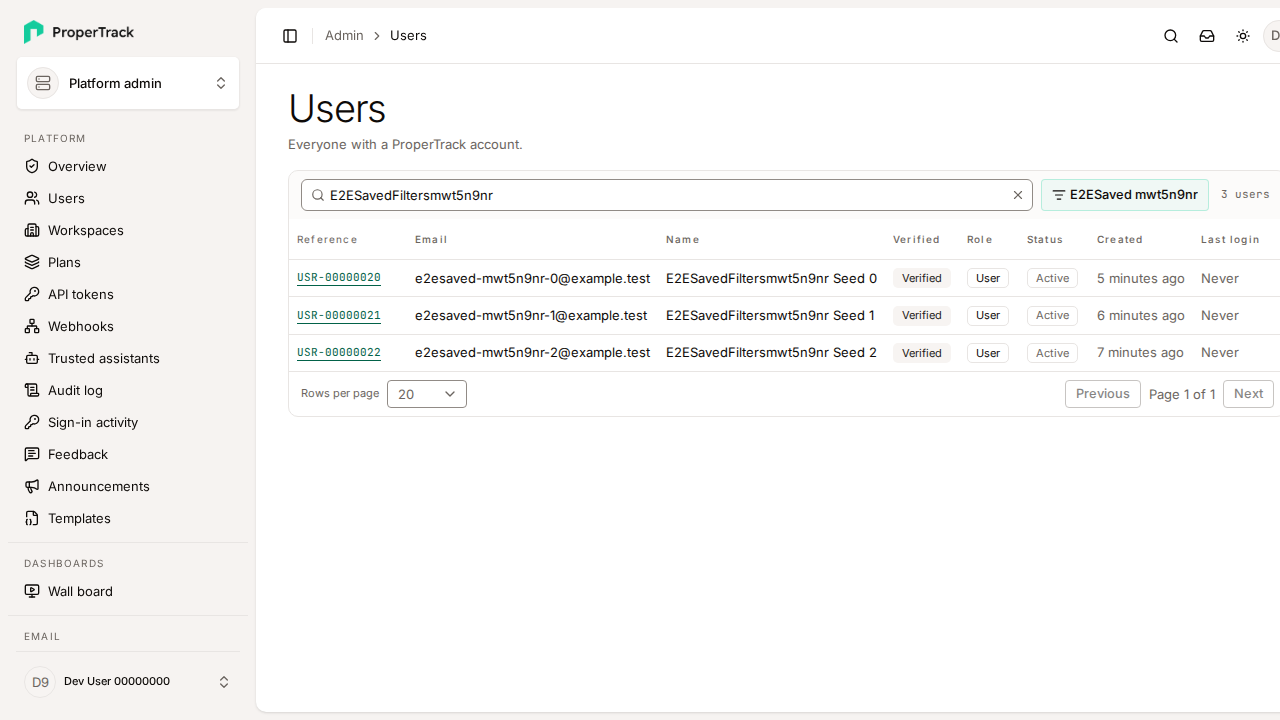 ProperTrack
Platform admin
PLATFORM
Overview
Users
Workspaces
Plans
API tokens
Webhooks
Trusted assistants
Audit log
Sign-in activity
Feedback
Announcements
Templates
DASHBOARDS
Wall board
EMAIL
D9 Dev User 00000000
Admin > Users
D
Users
Everyone with a ProperTrack account.
E2ESavedFiltersmwt5n9nr
E2ESaved mwt5n9nr
3 users
Reference Email Name Verified Role Status Created Last login
USR-00000020 e2esaved-mwt5n9nr-0@example.test E2ESavedFiltersmwt5n9nr Seed 0 Verified User Active 5 minutes ago Never
USR-00000021 e2esaved-mwt5n9nr-1@example.test E2ESavedFiltersmwt5n9nr Seed 1 Verified User Active 6 minutes ago Never
USR-00000022 e2esaved-mwt5n9nr-2@example.test E2ESavedFiltersmwt5n9nr Seed 2 Verified User Active 7 minutes ago Never
Rows per page 20 Previous Page 1 of 1 Next